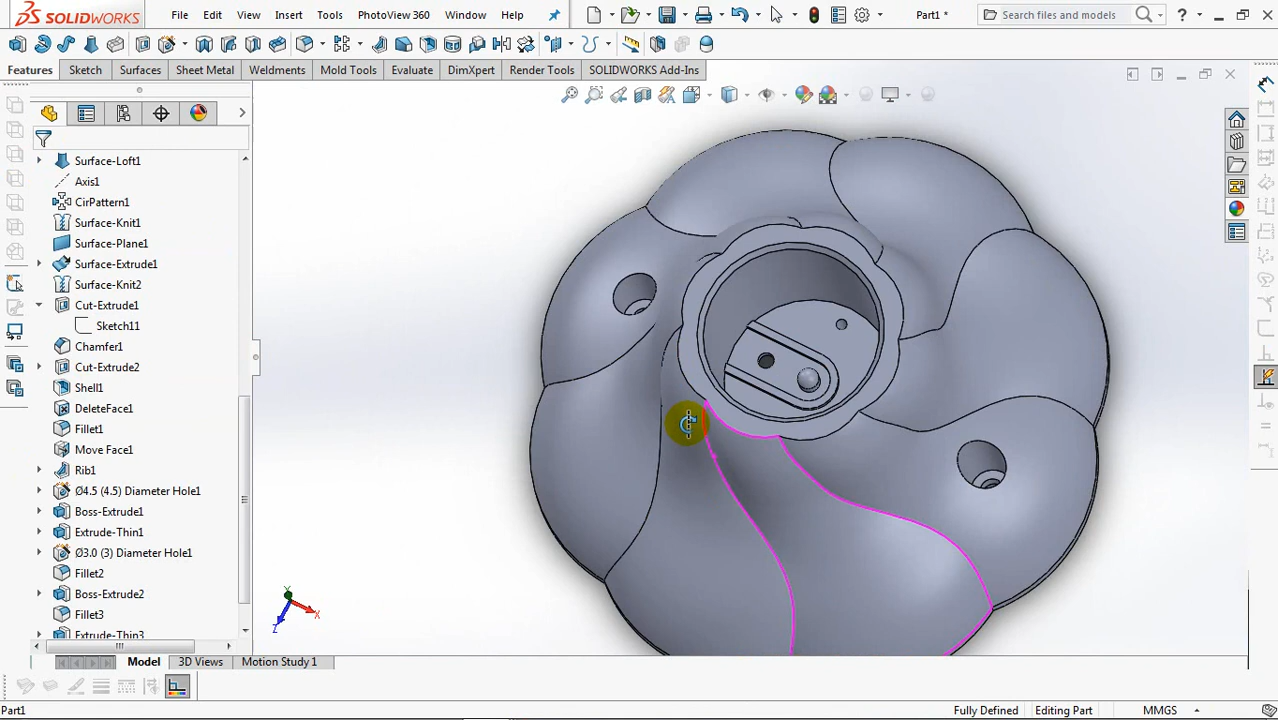 SOLIDWORKS File Edit View Insert Tools PhotoView 360 Window Help Part1 * Search files and models ?
Features Sketch Surfaces Sheet Metal Weldments Mold Tools Evaluate DimXpert Render Tools SOLIDWORKS Add-Ins
Surface-Loft1
Axis1
CirPattern1
Surface-Knit1
Surface-Plane1
Surface-Extrude1
Surface-Knit2
Cut-Extrude1
Sketch11
Chamfer1
Cut-Extrude2
Shell1
DeleteFace1
Fillet1
Move Face1
Rib1
Ø4.5 (4.5) Diameter Hole1
Boss-Extrude1
Extrude-Thin1
Ø3.0 (3) Diameter Hole1
Fillet2
Boss-Extrude2
Fillet3
Extrude-Thin3
Y
X
Z
Model 3D Views Motion Study 1
Part1 Fully Defined Editing Part MMGS